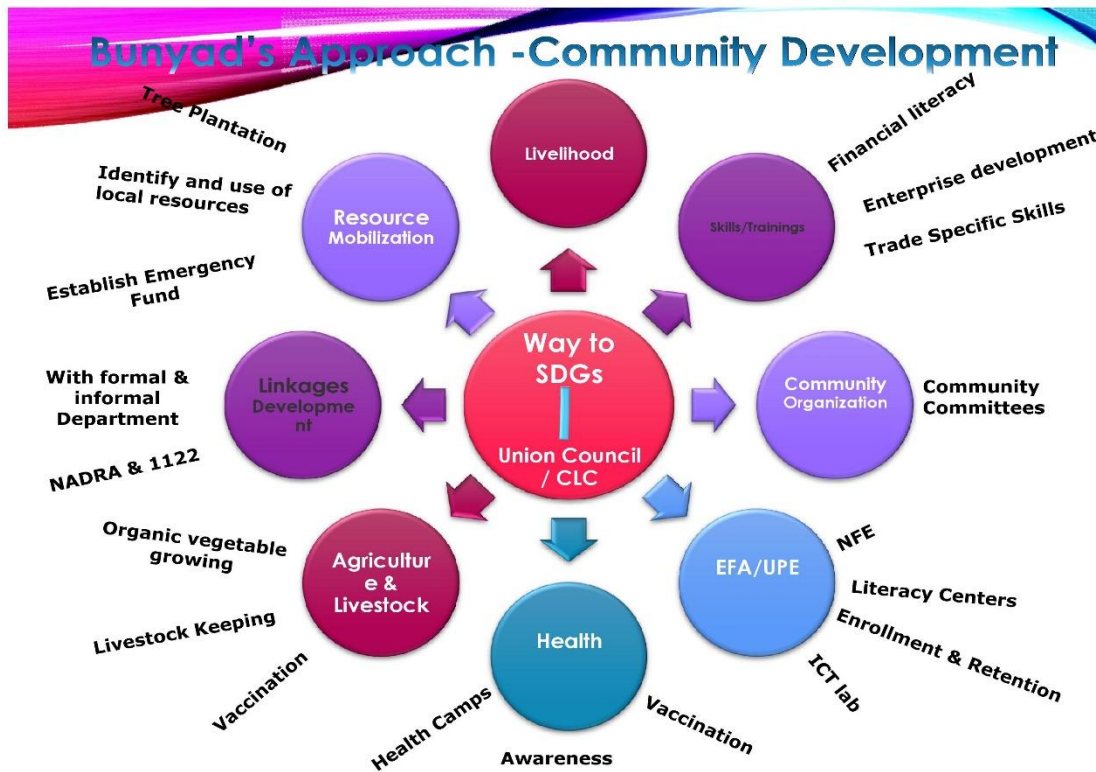 Bunyad's Approach -Community Development
Livelihood
Skills/Trainings
Financial literacy
Enterprise development
Trade Specific Skills
Community
Organization
Community
Committees
EFA/UPE
NFE
Literacy Centers
Enrollment & Retention
ICT lab
Health
Vaccination
Awareness
Health Camps
Agricultur
e &
Livestock
Vaccination
Livestock Keeping
Organic vegetable
growing
Linkages
Developme
nt
NADRA & 1122
With formal &
informal
Department
Resource
Mobilization
Establish Emergency
Fund
Identify and use of
local resources
Tree Plantation
Way to
SDGs
Union Council
/ CLC